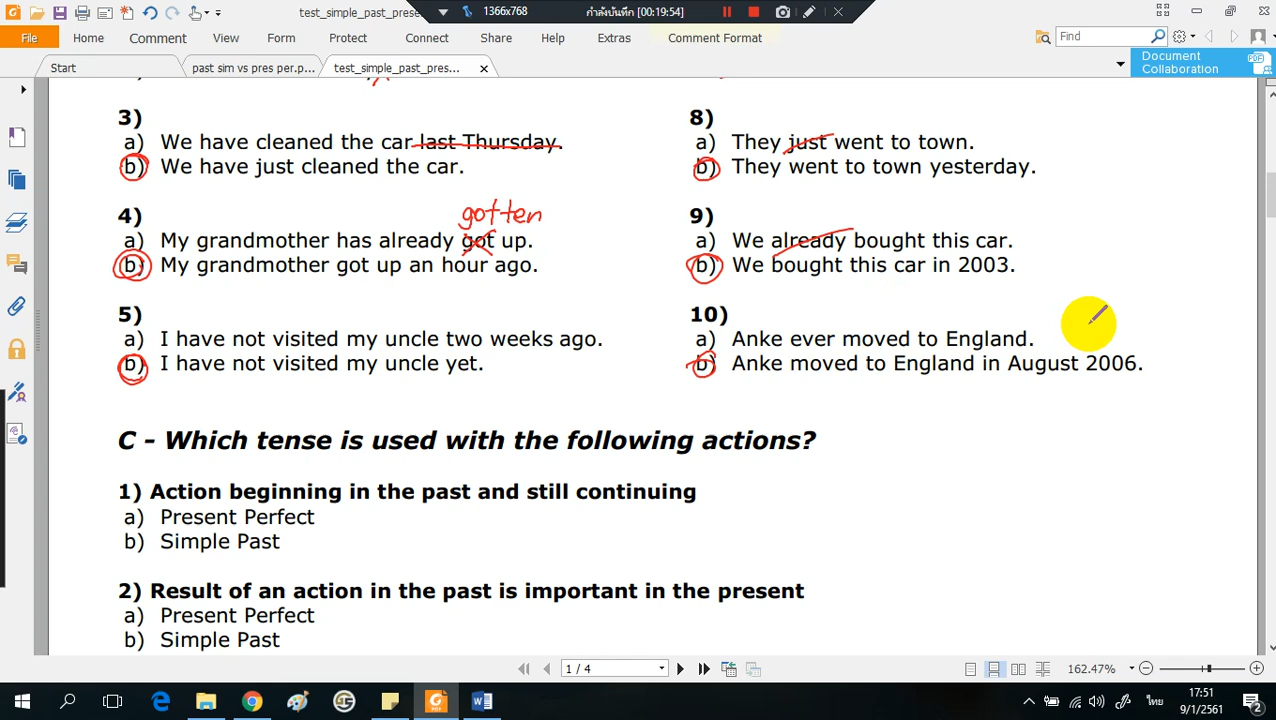 1366x768
กำลังบันทึก [00:19:54]
test_simple_past_pres
File
Home
Comment
View
Form
Protect
Connect
Share
Help
Extras
Comment Format
Find
Start
past sim vs pres per.p...
test_simple_past_pres...
Document
Collaboration
3)
a) We have cleaned the car last Thursday.
b) We have just cleaned the car.
4)
gotten
a) My grandmother has already got up.
b) My grandmother got up an hour ago.
5)
a) I have not visited my uncle two weeks ago.
b) I have not visited my uncle yet.
8)
a) They just went to town.
b) They went to town yesterday.
9)
a) We already bought this car.
b) We bought this car in 2003.
10)
a) Anke ever moved to England.
b) Anke moved to England in August 2006.
C - Which tense is used with the following actions?
1) Action beginning in the past and still continuing
a) Present Perfect
b) Simple Past
2) Result of an action in the past is important in the present
a) Present Perfect
b) Simple Past
1 / 4
162.47%
ไทย
17:51
9/1/2561
2